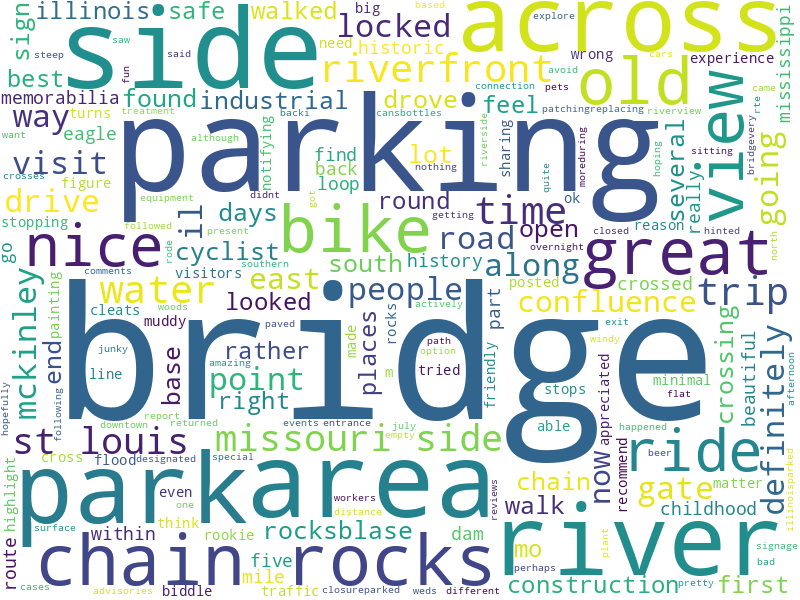 illinois
safe
walked
big
based
across
explore
sign
side
locked
need
historic
steep
saw
said
riverfront
wrong
cars
experience
mississippi
best
fun
old
avoid
came
memorabilia
found
industrial
drove
feel
connection
pets
view
way
turns
treatment
backi
cansbottles
patchingreplacing
riverview
rte
want
eagle
although
parking
riverside
sharing
hoping
bridgevery
notifying
moreduring
several
sitting
going
crosses
visit
figure
find
lot
nothing
quite
really
back
loop
drive
equipment
didnt
got
round
time
ok
closed
reason
hinted
stopping
followed
present
days
bike
getting
open
overnight
posted
crossed
north
go
nice
il
cyclist
rode
southern
road
history
south
along
great
comments
visitors
east
people
water
confluence
trip
painting
cleats
woods
looked
actively
part
muddy
places
rocks
exit
windy
crossing
beautiful
minimal
afternoon
mckinley
end
junky
paved
rather
made
path
option
friendly
tried
flat
line
amazing
base
point
m
stops
definitely
hopefully
following
downtown
report
returned
right
events
entrance
july
empty
able
happened
appreciated
bridge
st louis
missouri side
now
beer
recommend
ride
matter
illinoisparked
highlight
cross
flood
designated
special
park
area
reviews
chain
gate
signage
surface
even
one
workers
distance
walk
childhood
think
rookie
rocksblase
dam
mo
plant
bad
route
within
five
perhaps
river
chain rocks
mile
traffic
construction
pretty
first
cases
advisories
biddle
closureparked
weds
different